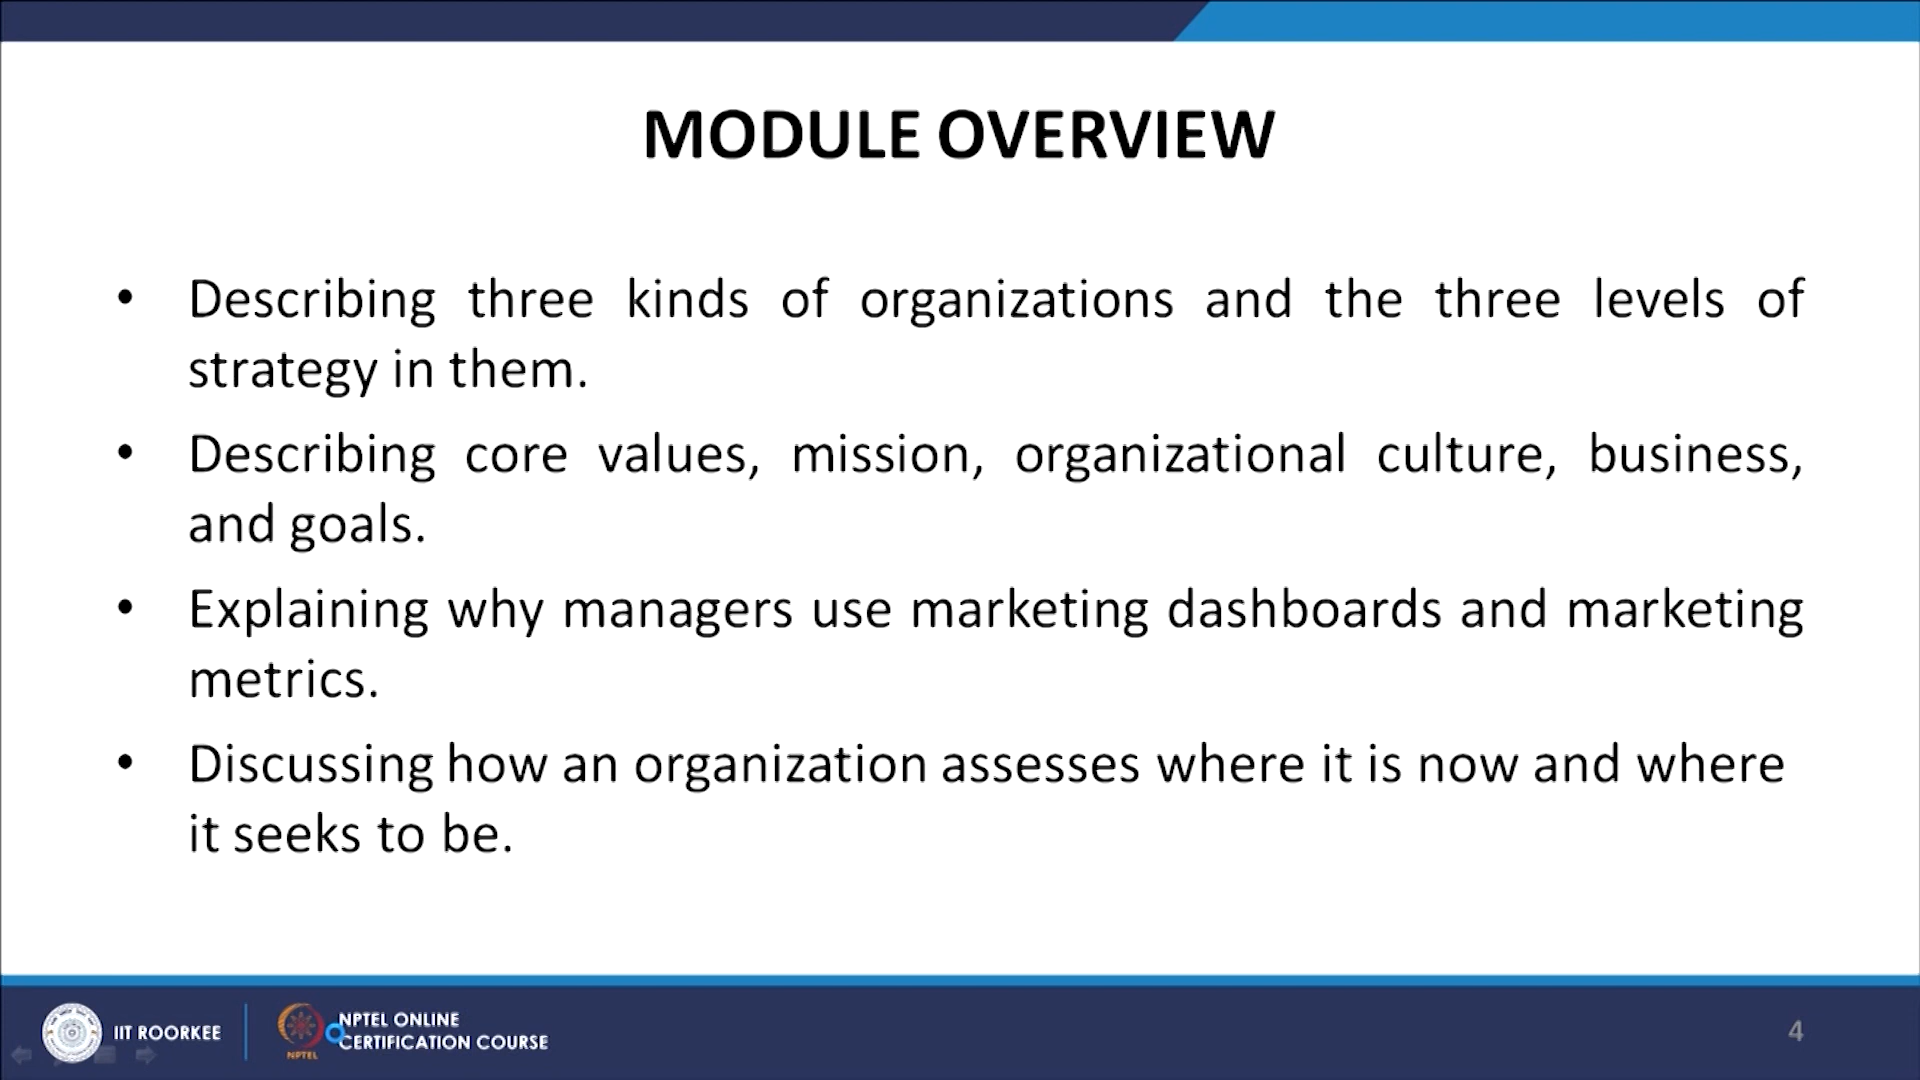 MODULE OVERVIEW
• Describing three kinds of organizations and the three levels of
strategy in them.
• Describing core values, mission, organizational culture, business,
and goals.
• Explaining why managers use marketing dashboards and marketing
metrics.
• Discussing how an organization assesses where it is now and where
it seeks to be.
IIT ROORKEE
NPTEL
NPTEL ONLINE
CERTIFICATION COURSE
4